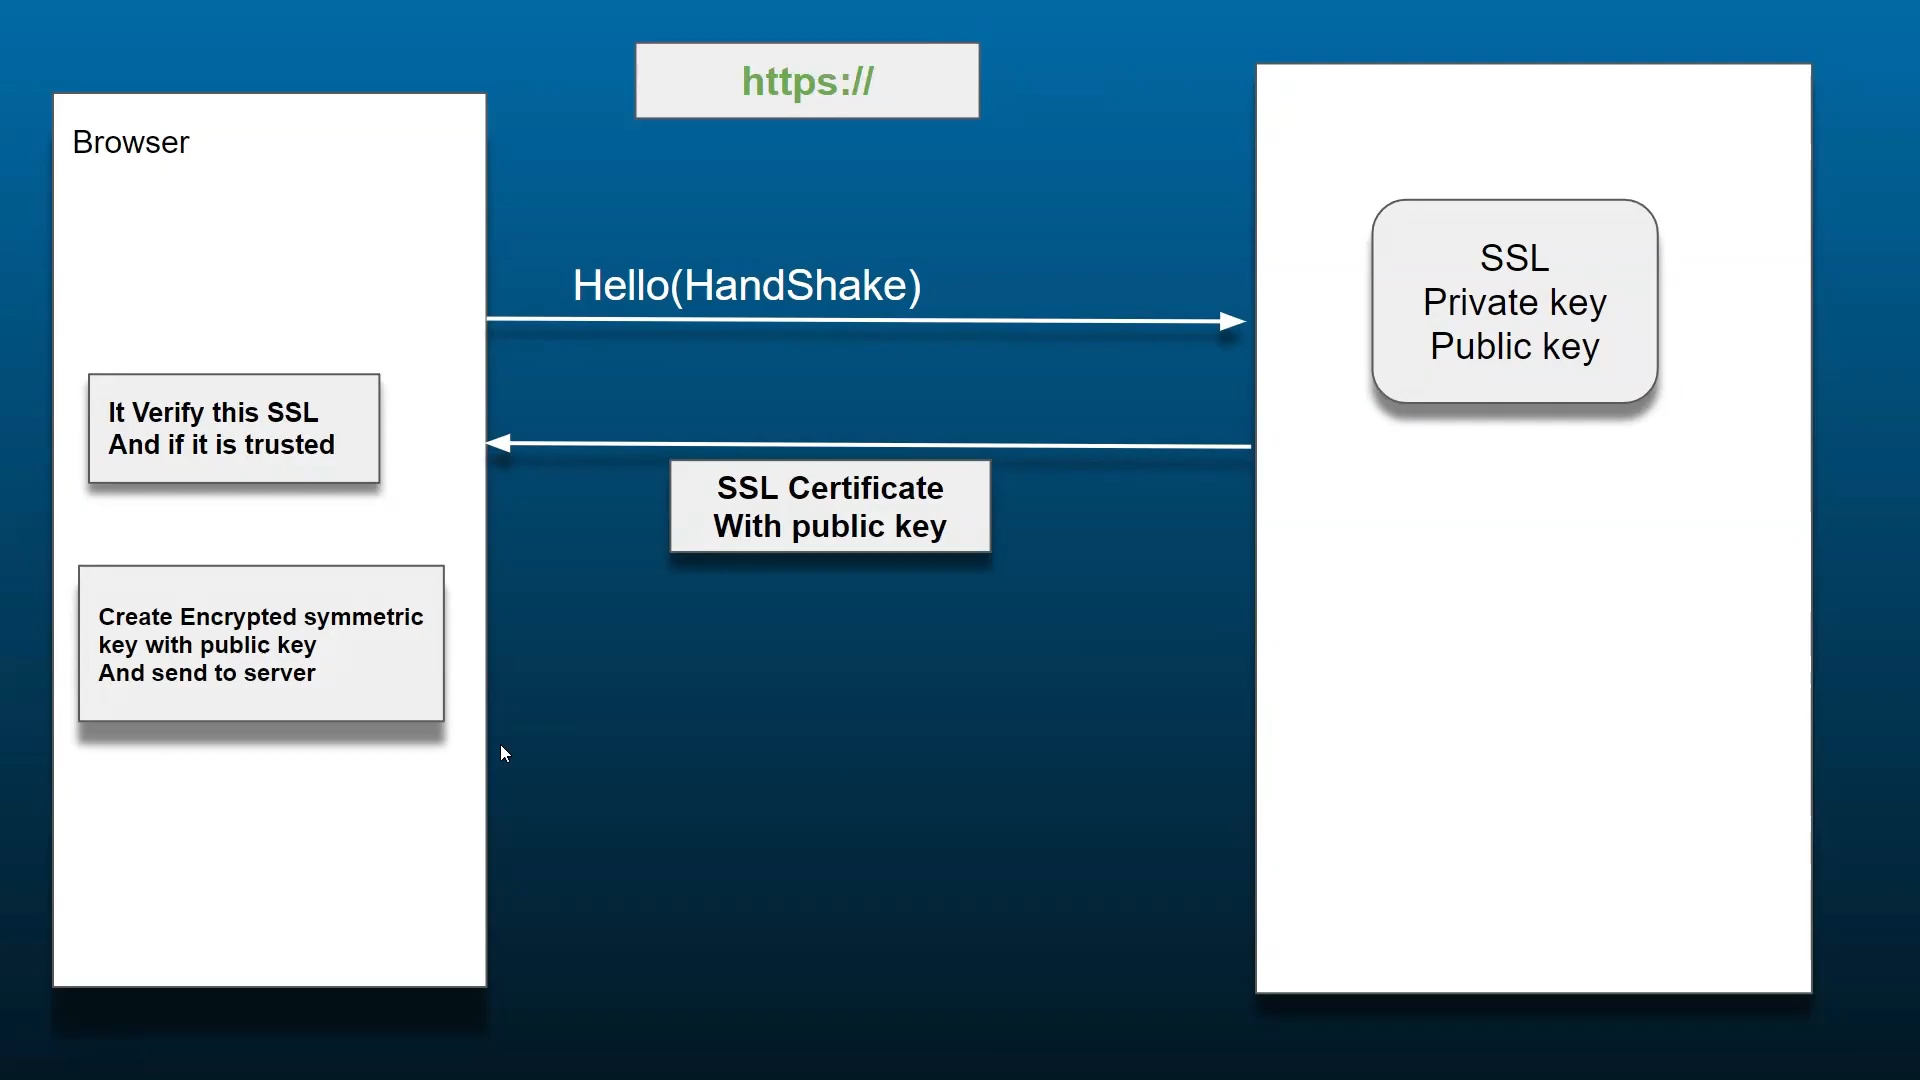 https://
Browser
Hello(HandShake)
SSL
Private key
Public key
It Verify this SSL
And if it is trusted
SSL Certificate
With public key
Create Encrypted symmetric
key with public key
And send to server